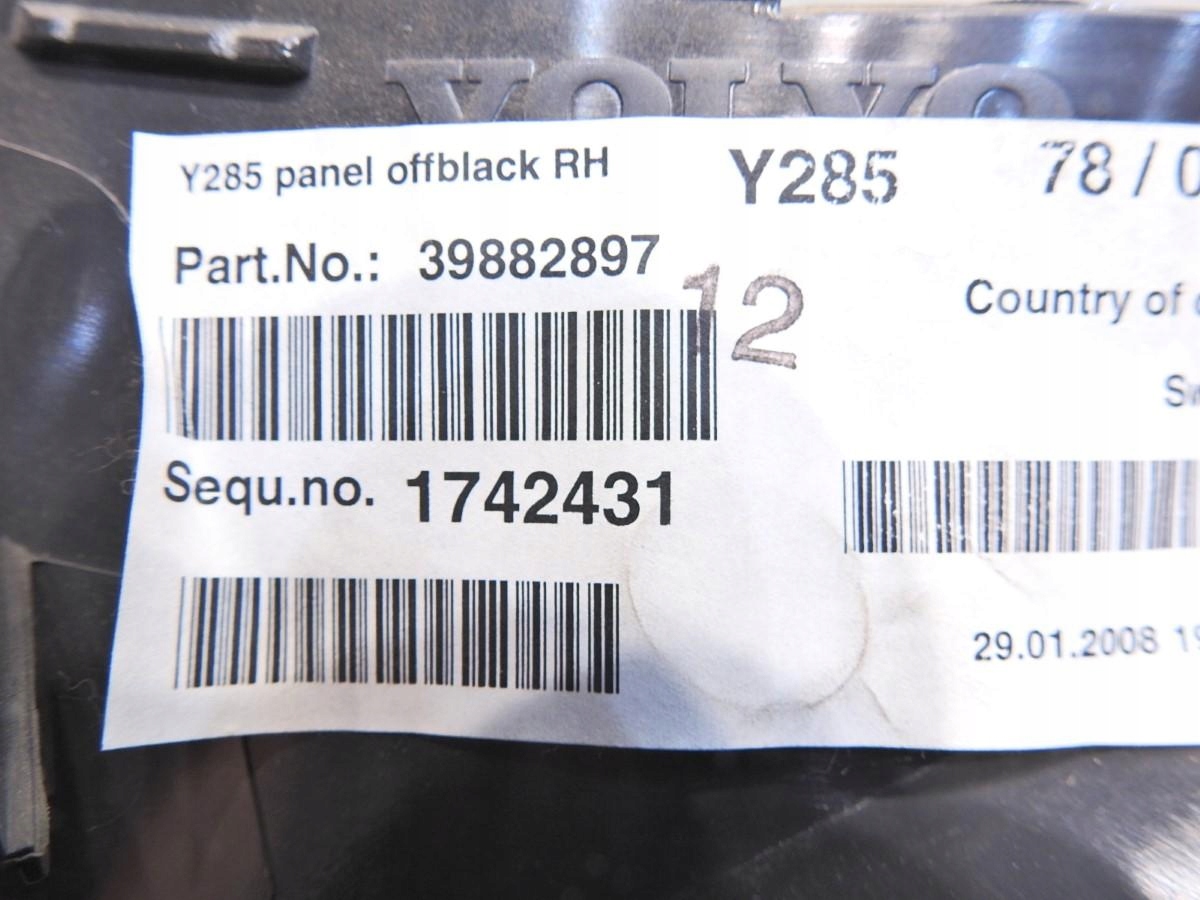 VOLVO
Y285 panel offblack RH
Y285
78 / 0
Part.No.: 39882897
12
Country of
Sequ.no. 1742431
29.01.2008 19